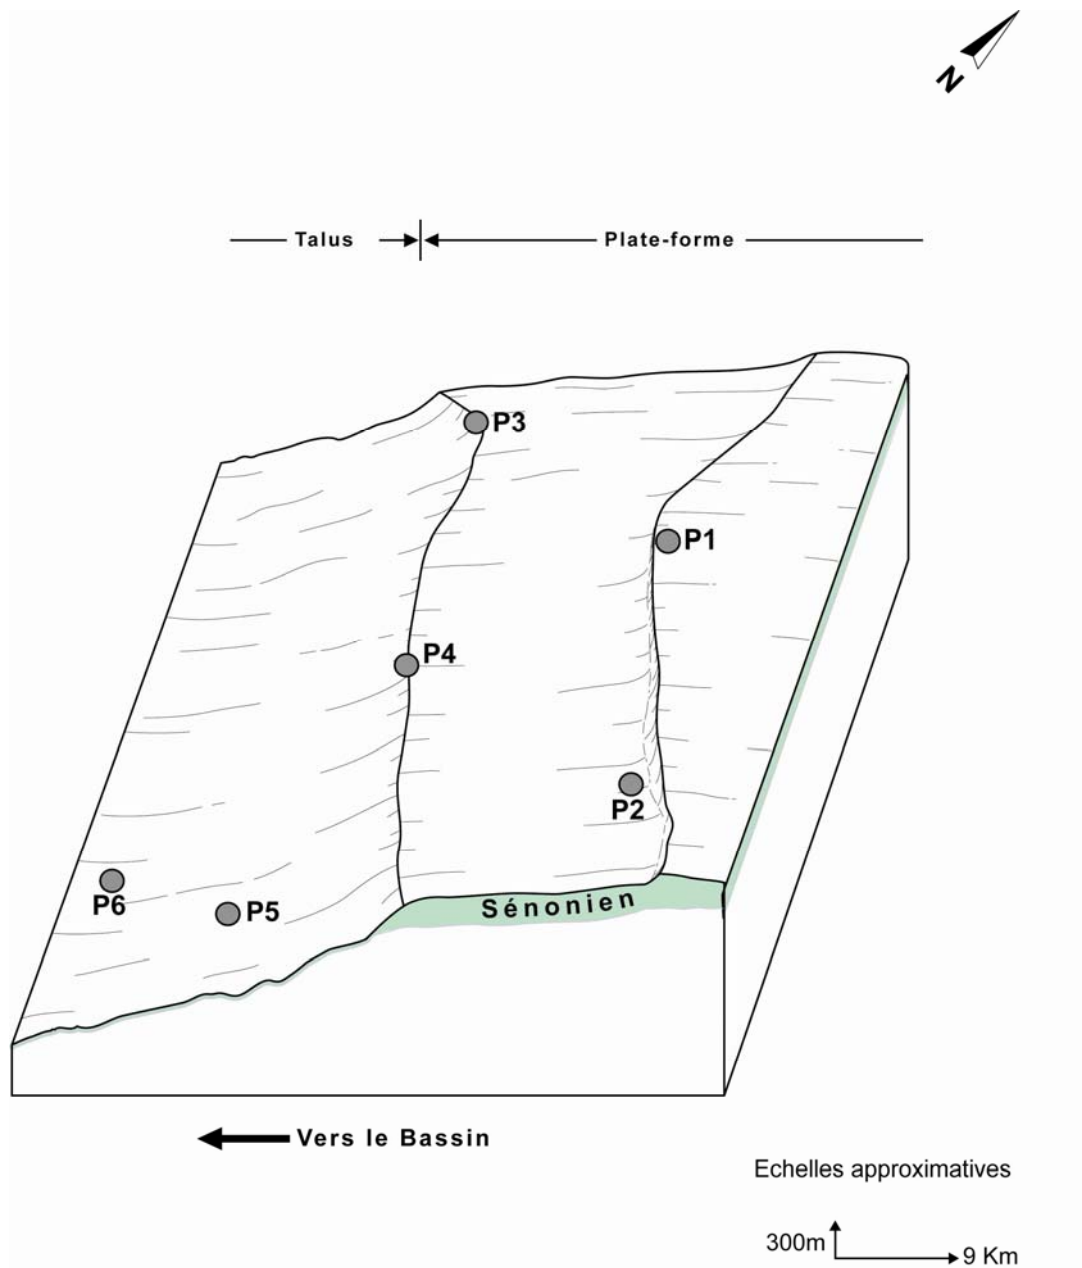 N
Talus Plate-forme
P3
P1
P4
P2
P6
P5
Sénonien
Vers le Bassin
Echelles approximatives
300m
9 Km